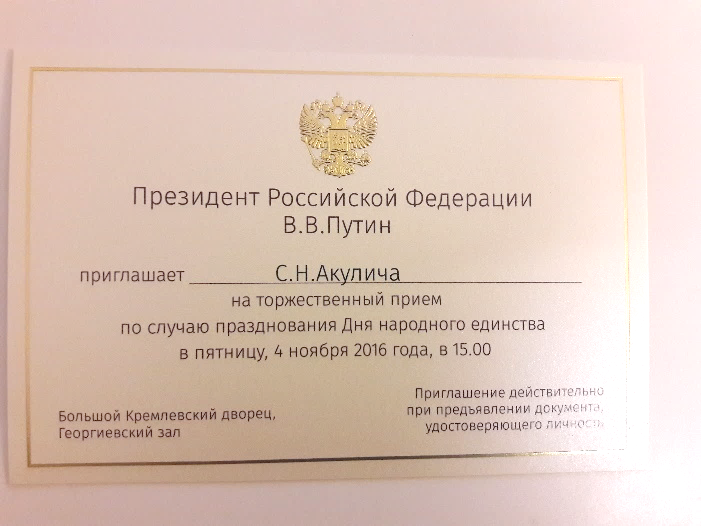 Президент Российской Федерации
В.В.Путин
приглашает С.Н.Акулича
на торжественный прием
по случаю празднования Дня народного единства
в пятницу, 4 ноября 2016 года, в 15.00
Большой Кремлевский дворец,
Георгиевский зал
Приглашение действительно
при предъявлении документа,
удостоверяющего личность